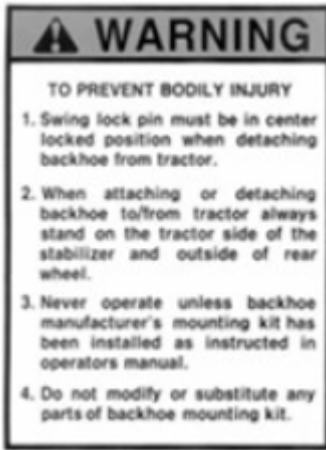 WARNING
TO PREVENT BODILY INJURY
1. Swing lock pin must be in center
locked position when detaching
backhoe from tractor.
2. When attaching or detaching
backhoe to/from tractor always
stand on the tractor side of the
stabilizer and outside of rear
wheel.
3. Never operate unless backhoe
manufacturer's mounting kit has
been installed as instructed in
operators manual.
4. Do not modify or substitute any
parts of backhoe mounting kit.